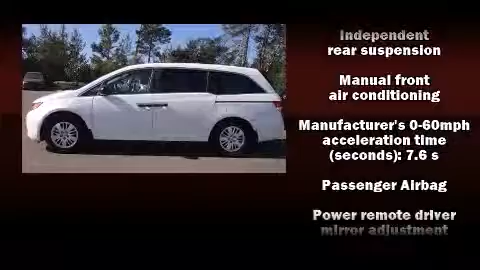 Independent
rear suspension
Manual front
air conditioning
Manufacturer's 0-60mph
acceleration time
(seconds): 7.6 s
Passenger Airbag
Power remote driver
mirror adjustment